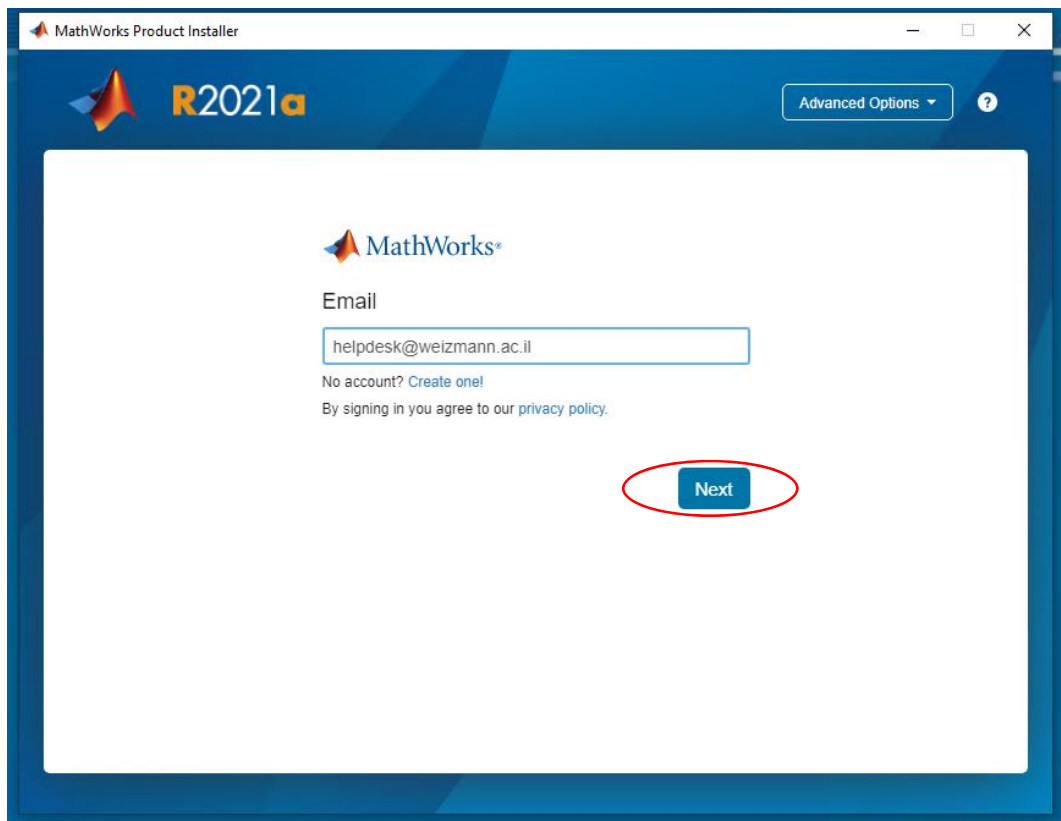 MathWorks Product Installer
R2021a
Advanced Options
?
MathWorks®
Email
helpdesk@weizmann.ac.il
No account? Create one!
By signing in you agree to our privacy policy.
Next